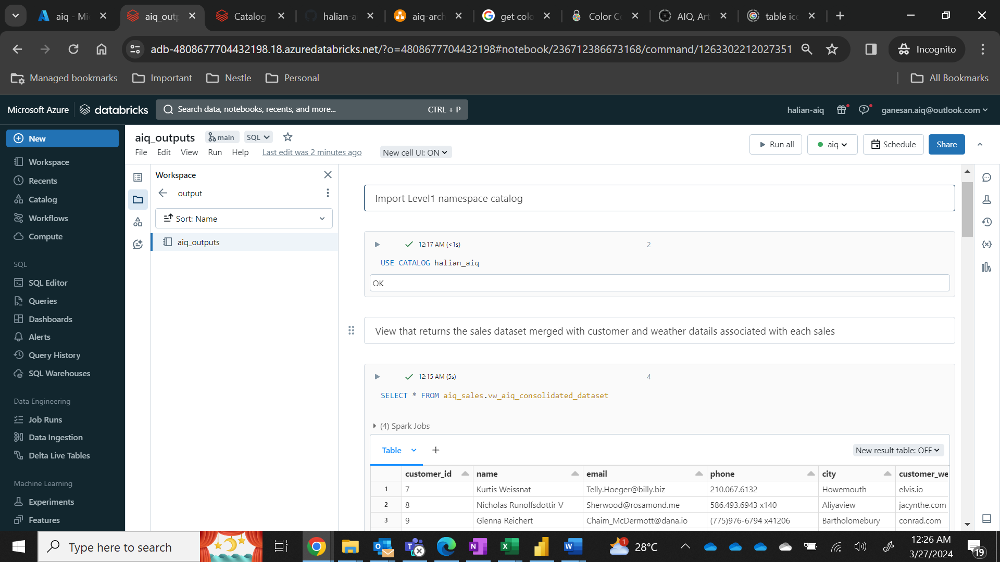 aiq - Mi
aiq_outp
Catalog
halian-a
aiq-arch
get colo
Color Co
AIQ, Art
table ico
adb-4808677704432198.18.azuredatabricks.net/?o=4808677704432198#notebook/236712386673168/command/1263302212027351
Incognito
Managed bookmarks
Important
Nestle
Personal
All Bookmarks
Microsoft Azure
databricks
Search data, notebooks, recents, and more...
CTRL + P
halian-aiq
ganesan.aiq@outlook.com
New
Workspace
Recents
Catalog
Workflows
Compute
SQL
SQL Editor
Queries
Dashboards
Alerts
Query History
SQL Warehouses
Data Engineering
Job Runs
Data Ingestion
Delta Live Tables
Machine Learning
Experiments
Features
aiq_outputs
main
SQL
File Edit View Run Help
Last edit was 2 minutes ago
New cell UI: ON
Run all
aiq
Schedule
Share
Workspace
output
Sort: Name
aiq_outputs
Import Level1 namespace catalog
12:17 AM (<1s)
2
USE CATALOG halian_aiq
OK
View that returns the sales dataset merged with customer and weather datails associated with each sales
12:15 AM (5s)
4
SELECT * FROM aiq_sales.vw_aiq_consolidated_dataset
(4) Spark Jobs
Table
New result table: OFF
customer_id name email phone city customer_we
1 7 Kurtis Weissnat Telly.Hoeger@billy.biz 210.067.6132 Howemouth elvis.io
2 8 Nicholas Runolfsdottir V Sherwood@rosamond.me 586.493.6943 x140 Aliyaview jacynthe.com
3 9 Glenna Reichert Chaim_McDermott@dana.io (775)976-6794 x41206 Bartholomebury conrad.com
Type here to search
1
28°C
12:26 AM
3/27/2024
19